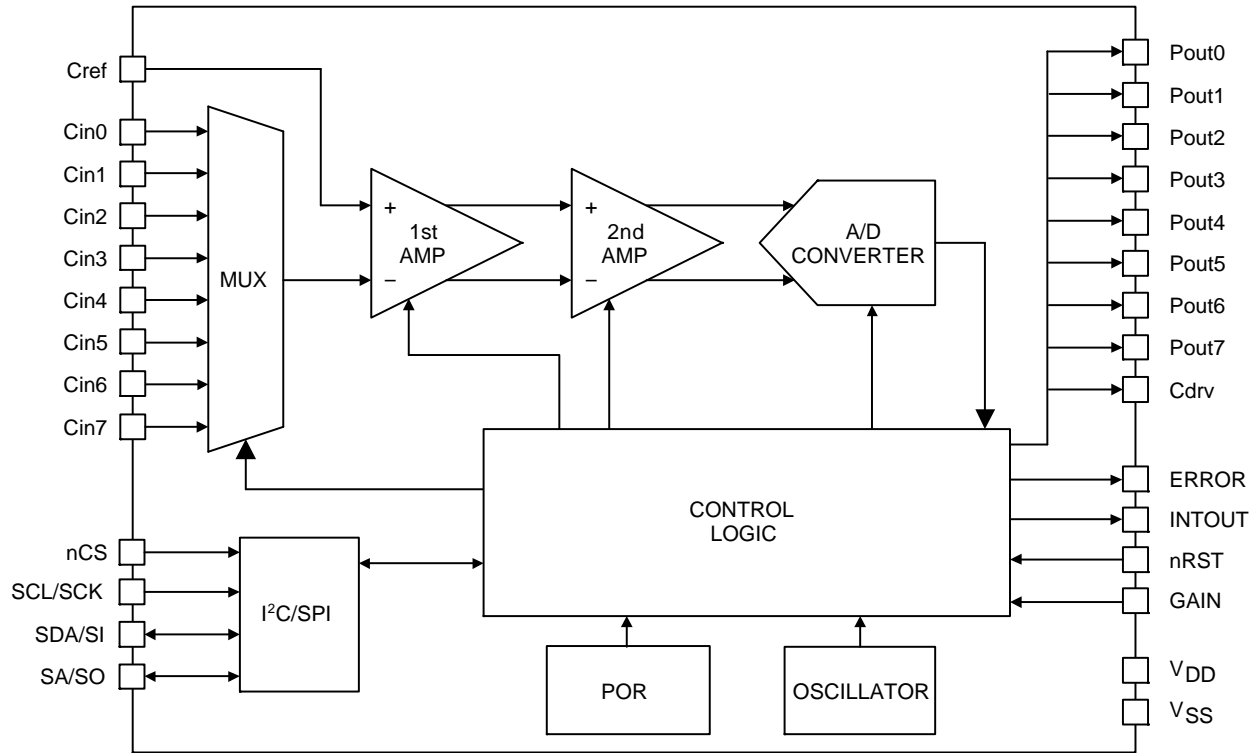 Cref
Cin0
Cin1
Cin2
Cin3
Cin4
Cin5
Cin6
Cin7
MUX
+
−
1st
AMP
+
−
2nd
AMP
A/D
CONVERTER
Pout0
Pout1
Pout2
Pout3
Pout4
Pout5
Pout6
Pout7
Cdrv
ERROR
INTOUT
nRST
GAIN
VDD
VSS
CONTROL
LOGIC
nCS
SCL/SCK
SDA/SI
SA/SO
I²C/SPI
POR
OSCILLATOR